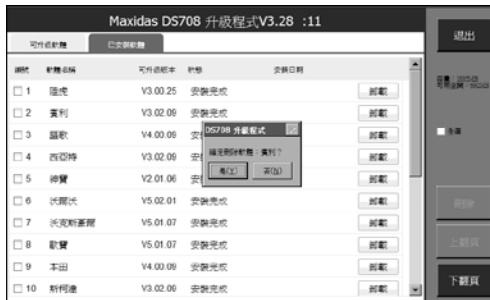 Maxidas DS708 升級程式V3.28 :11
退出
可升級軟體 已安裝軟體
編號 軟體名稱 可升級版本 狀態 安裝日期
1 陸虎 V3.00.25 安裝完成 卸載
2 賓利 V3.02.09 安裝完成 卸載
全選
3 謳歌 V4.00.09 卸載
DS708 升級程式
確定刪除軟體：賓利？
是(Y) 否(N)
4 西亞特 V3.02.09 卸載
5 紳寶 V2.01.06 卸載
6 沃爾沃 V5.02.01 安裝完成 卸載
刪除
7 沃克斯豪爾 V5.01.07 安裝完成 卸載
8 歐寶 V5.01.07 安裝完成 卸載
上翻頁
9 本田 V4.00.09 安裝完成 卸載
10 斯柯達 V3.02.09 安裝完成 卸載
下翻頁